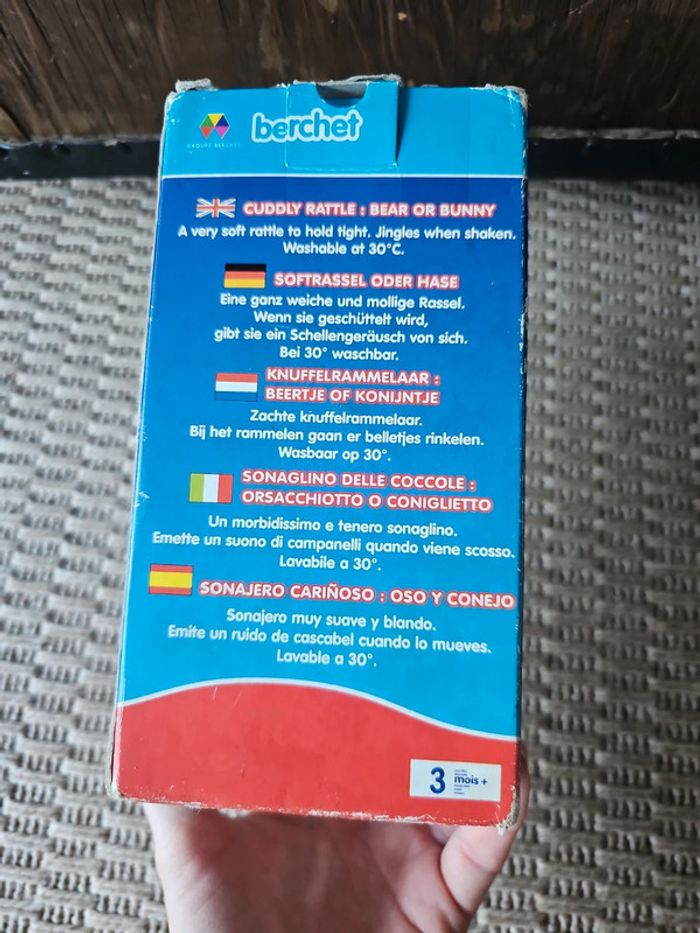 GROUPE BERCHET
berchet
CUDDLY RATTLE : BEAR OR BUNNY
A very soft rattle to hold tight. Jingles when shaken.
Washable at 30°C.
SOFTRASSEL ODER HASE
Eine ganz weiche und mollige Rassel.
Wenn sie geschüttelt wird,
gibt sie ein Schellengeräusch von sich.
Bei 30° waschbar.
KNUFFELRAMMELAAR :
BEERTJE OF KONIJNTJE
Zachte knuffelrammelaar.
Bij het rammelen gaan er belletjes rinkelen.
Wasbaar op 30°.
SONAGLINO DELLE COCCOLE :
ORSACCHIOTTO O CONIGLIETTO
Un morbidissimo e tenero sonaglino.
Emette un suono di campanelli quando viene scosso.
Lavabile a 30°.
SONAJERO CARIÑOSO : OSO Y CONEJO
Sonajero muy suave y blando.
Emite un ruido de cascabel cuando lo mueves.
Lavable a 30°.
3 mois +